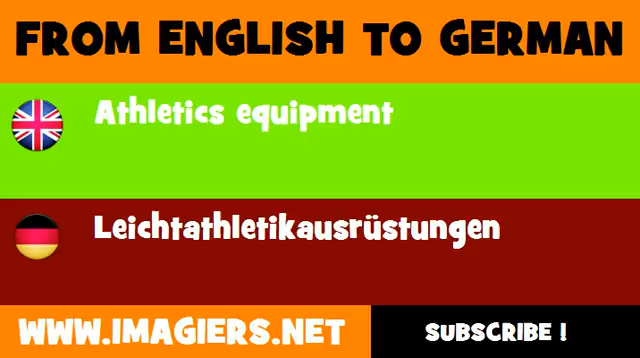 FROM ENGLISH TO GERMAN
Athletics equipment
Leichtathletikausrüstungen
WWW.IMAGIERS.NET
SUBSCRIBE !